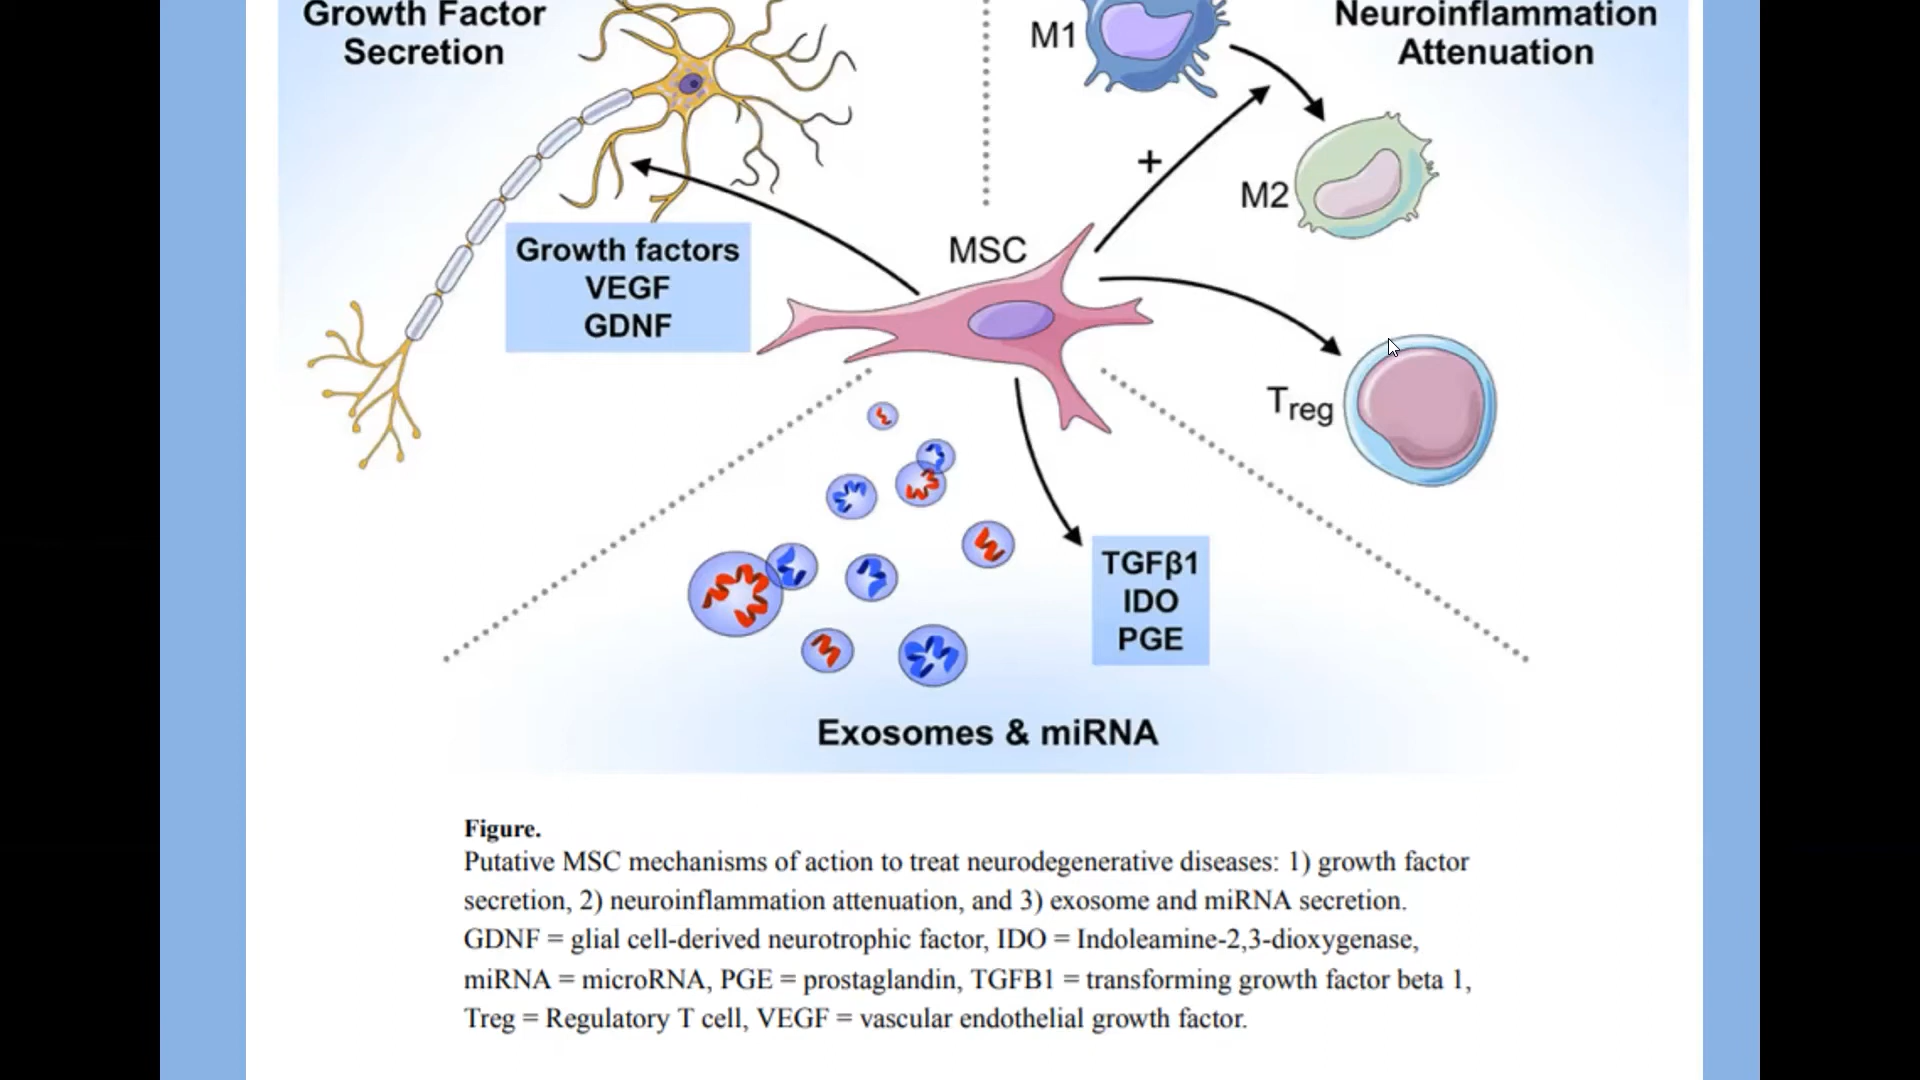 Growth Factor
Secretion
M1
Neuroinflammation
Attenuation
+
M2
MSC
Growth factors
VEGF
GDNF
Treg
TGFβ1
IDO
PGE
Exosomes & miRNA
Figure.
Putative MSC mechanisms of action to treat neurodegenerative diseases: 1) growth factor
secretion, 2) neuroinflammation attenuation, and 3) exosome and miRNA secretion.
GDNF = glial cell-derived neurotrophic factor, IDO = Indoleamine-2,3-dioxygenase,
miRNA = microRNA, PGE = prostaglandin, TGFB1 = transforming growth factor beta 1,
Treg = Regulatory T cell, VEGF = vascular endothelial growth factor.